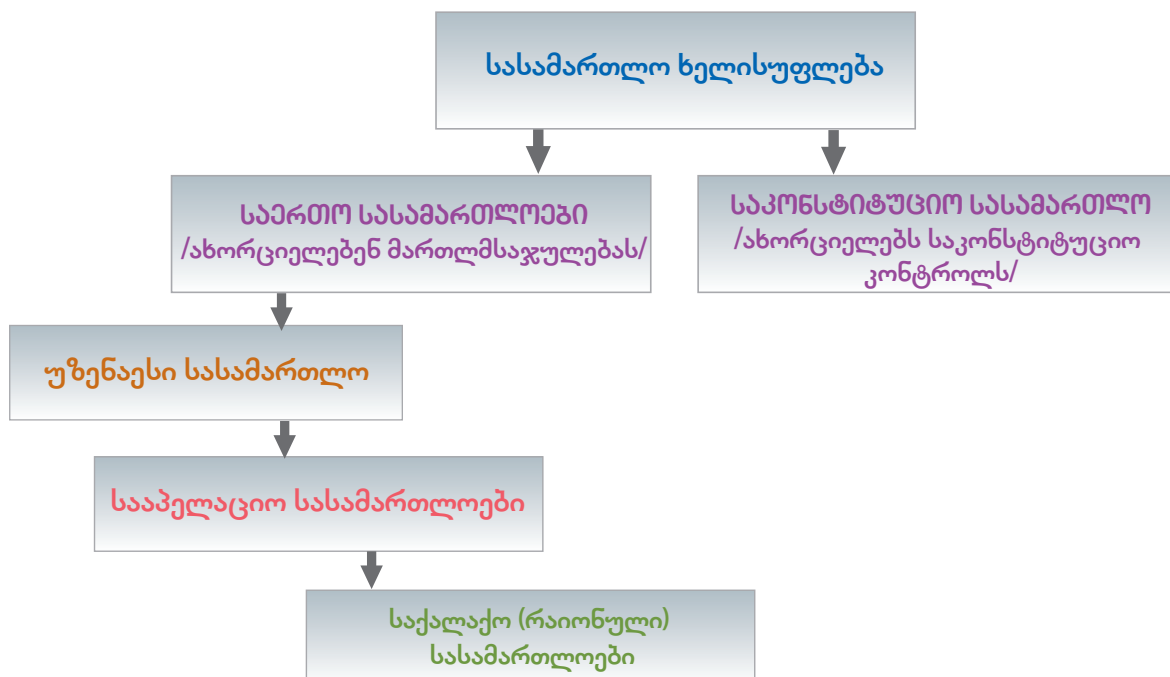 სასამართლო ხელისუფლება
საერთო სასამართლოები
/ახორციელებენ მართლმსაჯულებას/
საკონსტიტუციო სასამართლო
/ახორციელებს საკონსტიტუციო
კონტროლს/
უზენაესი სასამართლო
სააპელაციო სასამართლოები
საქალაქო (რაიონული)
სასამართლოები